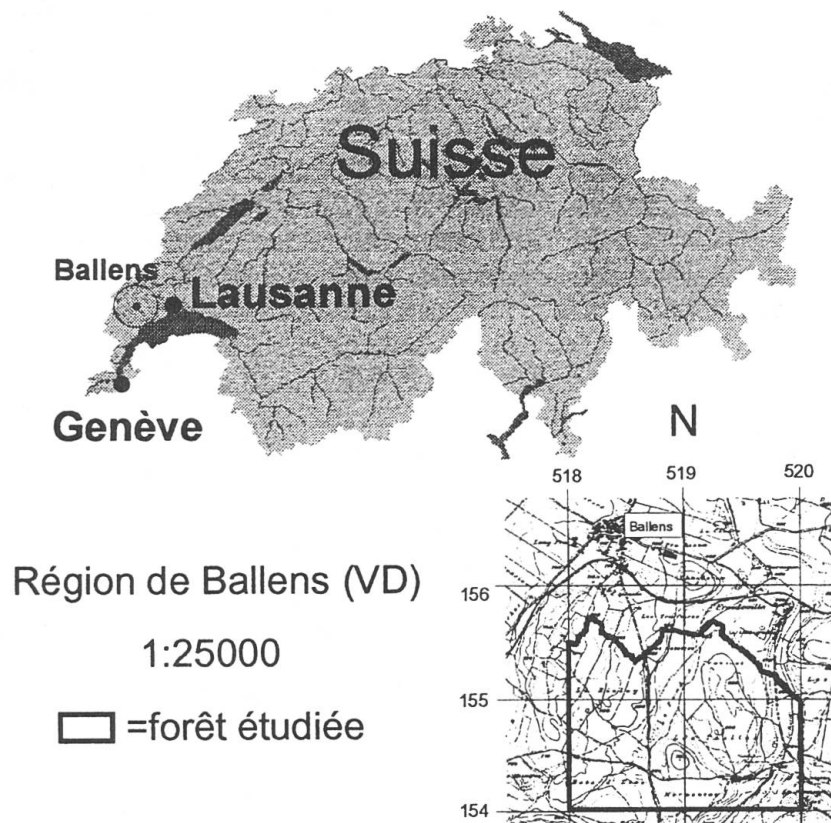 Suisse
Ballens
Lausanne
Genève
N
518 519 520
Ballens
Région de Ballens (VD)
156
1:25000
155
=forêt étudiée
154